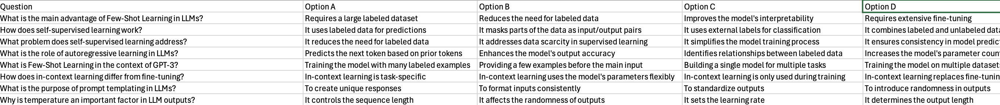 Question Option A Option B Option C Option D
What is the main advantage of Few-Shot Learning in LLMs? Requires a large labeled dataset Reduces the need for labeled data Improves the model's interpretability Requires extensive fine-tuning
How does self-supervised learning work? It uses labeled data for predictions It masks parts of the data as input/output pairs It uses external labels for classification It combines labeled and unlabeled
What problem does self-supervised learning address? It reduces the need for labeled data It addresses data scarcity in supervised learning It simplifies the model training process It ensures consistency in model
What is the role of autoregressive learning in LLMs? Predicts the next token based on prior tokens Enhances the model's output accuracy Identifies relationships between labeled data Increases the model's parameter
What is Few-Shot Learning in the context of GPT-3? Training the model with many labeled examples Providing a few examples before the main input Building a single model for multiple tasks Training the model on multiple
How does in-context learning differ from fine-tuning? In-context learning is task-specific In-context learning uses the model's parameters flexibly In-context learning is only used during training In-context learning replaces
What is the purpose of prompt templating in LLMs? To create unique responses To format inputs consistently To standardize outputs To introduce randomness in outputs
Why is temperature an important factor in LLM outputs? It controls the sequence length It affects the randomness of outputs It sets the learning rate It determines the output length